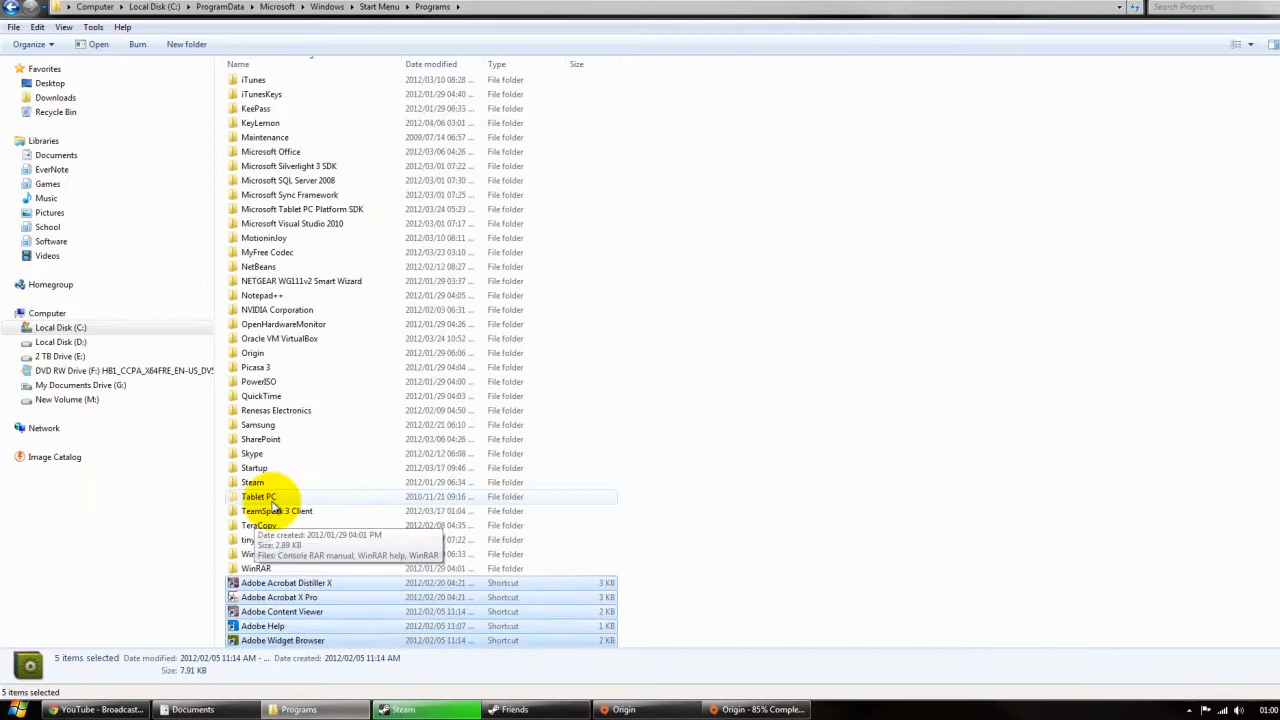 Computer ▸ Local Disk (C:) ▸ ProgramData ▸ Microsoft ▸ Windows ▸ Start Menu ▸ Programs ▸ Search Programs
File Edit View Tools Help
Organize Open Burn New folder
Name Date modified Type Size
Favorites
Desktop
Downloads
Recycle Bin
Libraries
Documents
EverNote
Games
Music
Pictures
School
Software
Videos
Homegroup
Computer
Local Disk (C:)
Local Disk (D:)
2 TB Drive (E:)
DVD RW Drive (F:) HB1_CCPA_X64FRE_EN-US_DV5
My Documents Drive (G:)
New Volume (M:)
Network
Image Catalog
iTunes 2012/03/10 08:28 ... File folder
iTunesKeys 2012/01/29 04:40 ... File folder
KeePass 2012/01/29 06:33 ... File folder
KeyLemon 2012/04/06 03:01 ... File folder
Maintenance 2009/07/14 06:57 ... File folder
Microsoft Office 2012/03/06 04:26 ... File folder
Microsoft Silverlight 3 SDK 2012/03/01 07:22 ... File folder
Microsoft SQL Server 2008 2012/03/01 07:30 ... File folder
Microsoft Sync Framework 2012/03/01 07:25 ... File folder
Microsoft Tablet PC Platform SDK 2012/03/24 05:23 ... File folder
Microsoft Visual Studio 2010 2012/03/01 07:17 ... File folder
MotioninJoy 2012/03/10 08:11 ... File folder
MyFree Codec 2012/03/23 03:10 ... File folder
NetBeans 2012/02/12 08:27 ... File folder
NETGEAR WG111v2 Smart Wizard 2012/01/29 03:37 ... File folder
Notepad++ 2012/01/29 04:05 ... File folder
NVIDIA Corporation 2012/02/03 06:31 ... File folder
OpenHardwareMonitor 2012/01/29 04:26 ... File folder
Oracle VM VirtualBox 2012/03/24 10:52 ... File folder
Origin 2012/01/29 06:06 ... File folder
Picasa 3 2012/01/29 04:04 ... File folder
PowerISO 2012/01/29 04:00 ... File folder
QuickTime 2012/01/29 04:03 ... File folder
Renesas Electronics 2012/02/09 04:50 ... File folder
Samsung 2012/02/21 06:10 ... File folder
SharePoint 2012/03/06 04:26 ... File folder
Skype 2012/02/12 06:08 ... File folder
Startup 2012/03/17 09:46 ... File folder
Steam 2012/01/29 06:34 ... File folder
Tablet PC 2010/11/21 09:16 ... File folder
TeamSpeak 3 Client 2012/03/17 01:04 ... File folder
TeraCopy 2012/02/08 04:35 ... File folder
tiny 07:22 ... File folder
Date created: 2012/01/29 04:01 PM
Size: 2.89 KB
Files: Console RAR manual, WinRAR help, WinRAR
Win 06:33 ... File folder
WinRAR 2012/01/29 04:01 ... File folder
Adobe Acrobat Distiller X 2012/02/20 04:21 ... Shortcut 3 KB
Adobe Acrobat X Pro 2012/02/20 04:21 ... Shortcut 3 KB
Adobe Content Viewer 2012/02/05 11:14 ... Shortcut 2 KB
Adobe Help 2012/02/05 11:07 ... Shortcut 1 KB
Adobe Widget Browser 2012/02/05 11:14 ... Shortcut 2 KB
5 items selected Date modified: 2012/02/05 11:14 AM - ... Date created: 2012/02/05 11:14 AM
Size: 7.91 KB
5 items selected
YouTube - Broadcast... Documents Programs Steam Friends Origin Origin - 85% Comple... 01:00